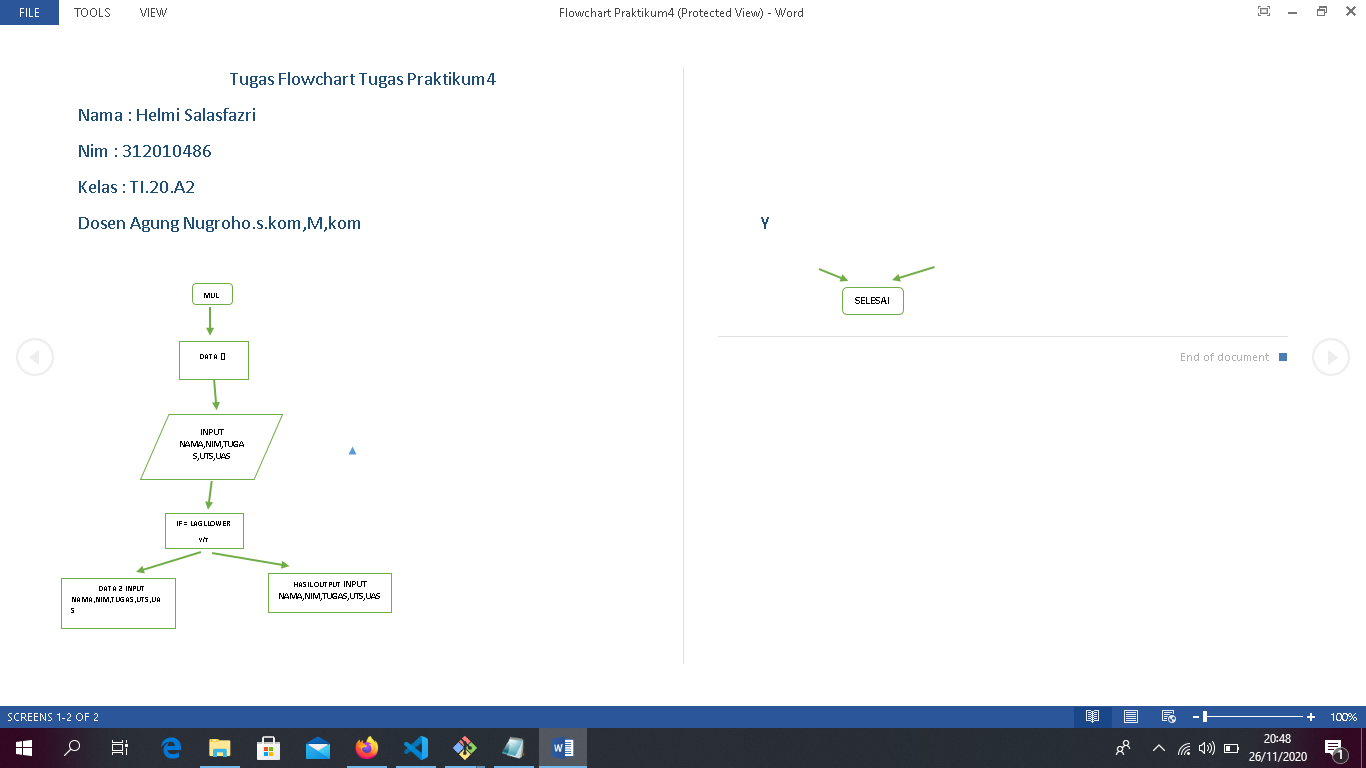 FILE TOOLS VIEW Flowchart Praktikum4 (Protected View) - Word
Tugas Flowchart Tugas Praktikum4
Nama : Helmi Salasfazri
Nim : 312010486
Kelas : TI.20.A2
Dosen Agung Nugroho.s.kom,M,kom
MUL
DATA []
INPUT
NAMA,NIM,TUGA
S,UTS,UAS
IF = LAGI.LOWER
Y/T
DATA 2 INPUT
NAMA,NIM,TUGAS,UTS,UA
S
HASIL OUTPUT INPUT
NAMA,NIM,TUGAS,UTS,UAS
Y
SELESAI
End of document
SCREENS 1-2 OF 2
100%
20:48
26/11/2020
1